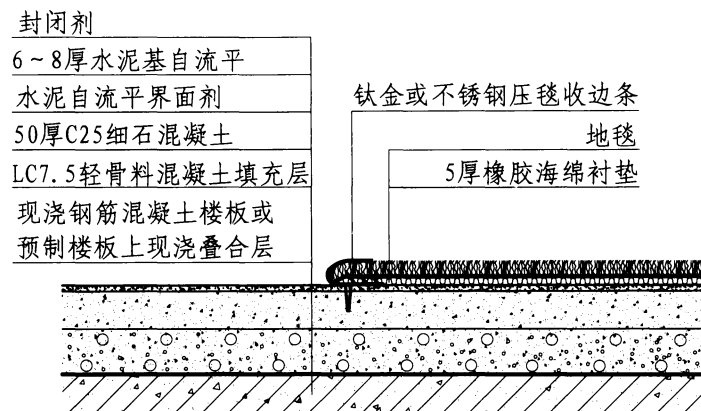 封闭剂
6~8厚水泥基自流平
水泥自流平界面剂
50厚C25细石混凝土
LC7.5轻骨料混凝土填充层
现浇钢筋混凝土楼板或
预制楼板上现浇叠合层
钛金或不锈钢压毯收边条
地毯
5厚橡胶海绵衬垫